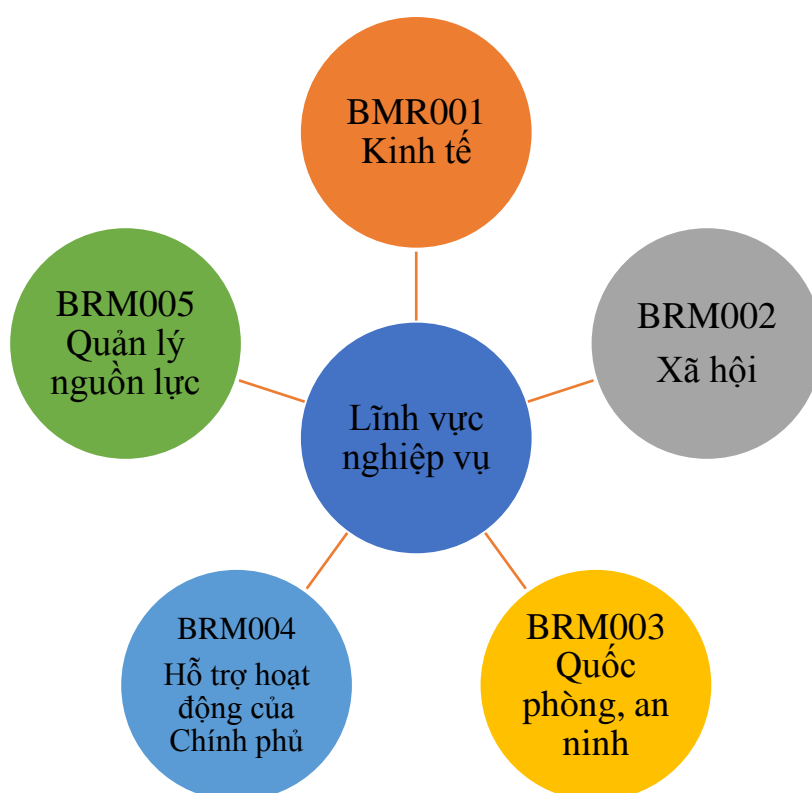 BMR001
Kinh tế
BRM002
Xã hội
BRM003
Quốc
phòng, an
ninh
BRM004
Hỗ trợ hoạt
động của
Chính phủ
BRM005
Quản lý
nguồn lực
Lĩnh vực
nghiệp vụ